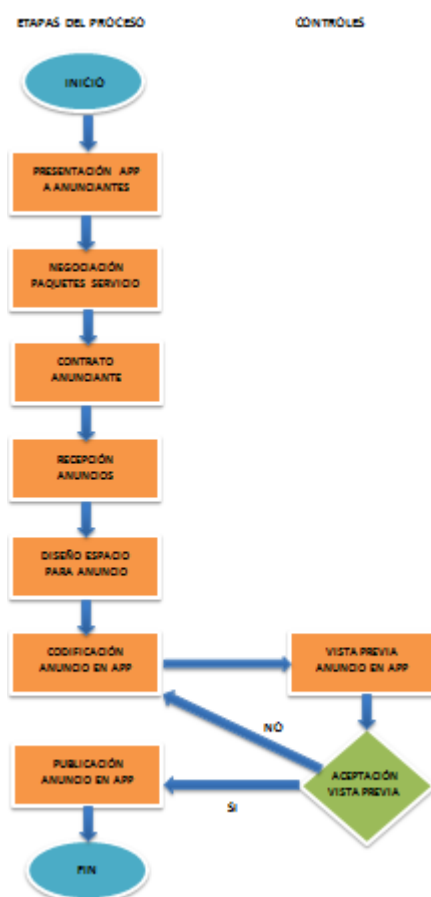 ETAPAS DEL PROCESO
CONTROLES
INICIO
PRESENTACIÓN APP
A ANUNCIANTES
NEGOCIACIÓN
PAQUETES SERVICIO
CONTRATO
ANUNCIANTE
RECEPCIÓN
ANUNCIOS
DISEÑO ESPACIO
PARA ANUNCIO
CODIFICACIÓN
ANUNCIO EN APP
VISTA PREVIA
ANUNCIO EN APP
NO
ACEPTACIÓN
VISTA PREVIA
PUBLICACIÓN
ANUNCIO EN APP
SI
FIN